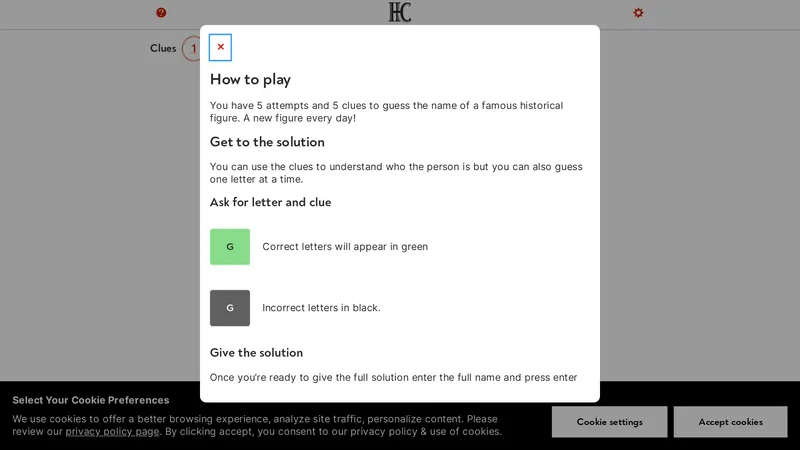 HC
Clues 1
×
How to play
You have 5 attempts and 5 clues to guess the name of a famous historical
figure. A new figure every day!
Get to the solution
You can use the clues to understand who the person is but you can also guess
one letter at a time.
Ask for letter and clue
G Correct letters will appear in green
G Incorrect letters in black.
Give the solution
Once you’re ready to give the full solution enter the full name and press enter
Select Your Cookie Preferences
We use cookies to offer a better browsing experience, analyze site traffic, personalize content. Please
review our privacy policy page. By clicking accept, you consent to our privacy policy & use of cookies.
Cookie settings
Accept cookies